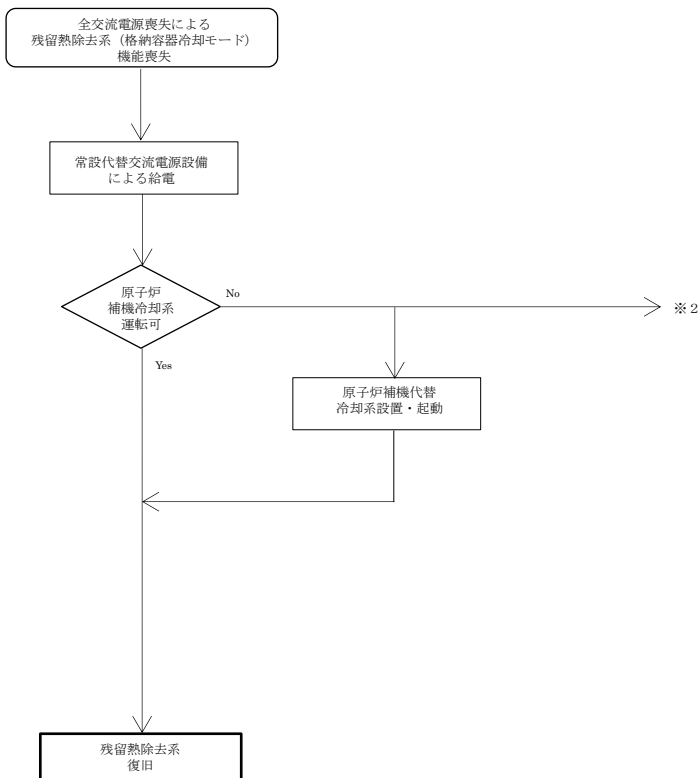 全交流電源喪失による
残留熱除去系（格納容器冷却モード）
機能喪失
常設代替交流電源設備
による給電
原子炉
補機冷却系
運転可
No
※２
Yes
原子炉補機代替
冷却系設置・起動
残留熱除去系
復旧